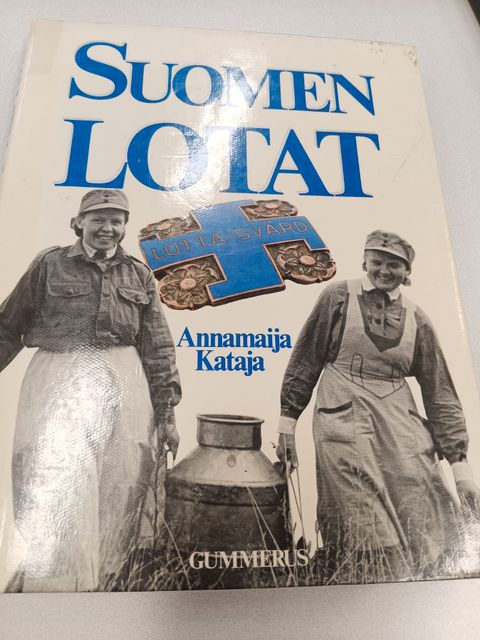 SUOMEN
LOTAT
LOTTA-SVÄRD
Annamaija
Kataja
GUMMERUS